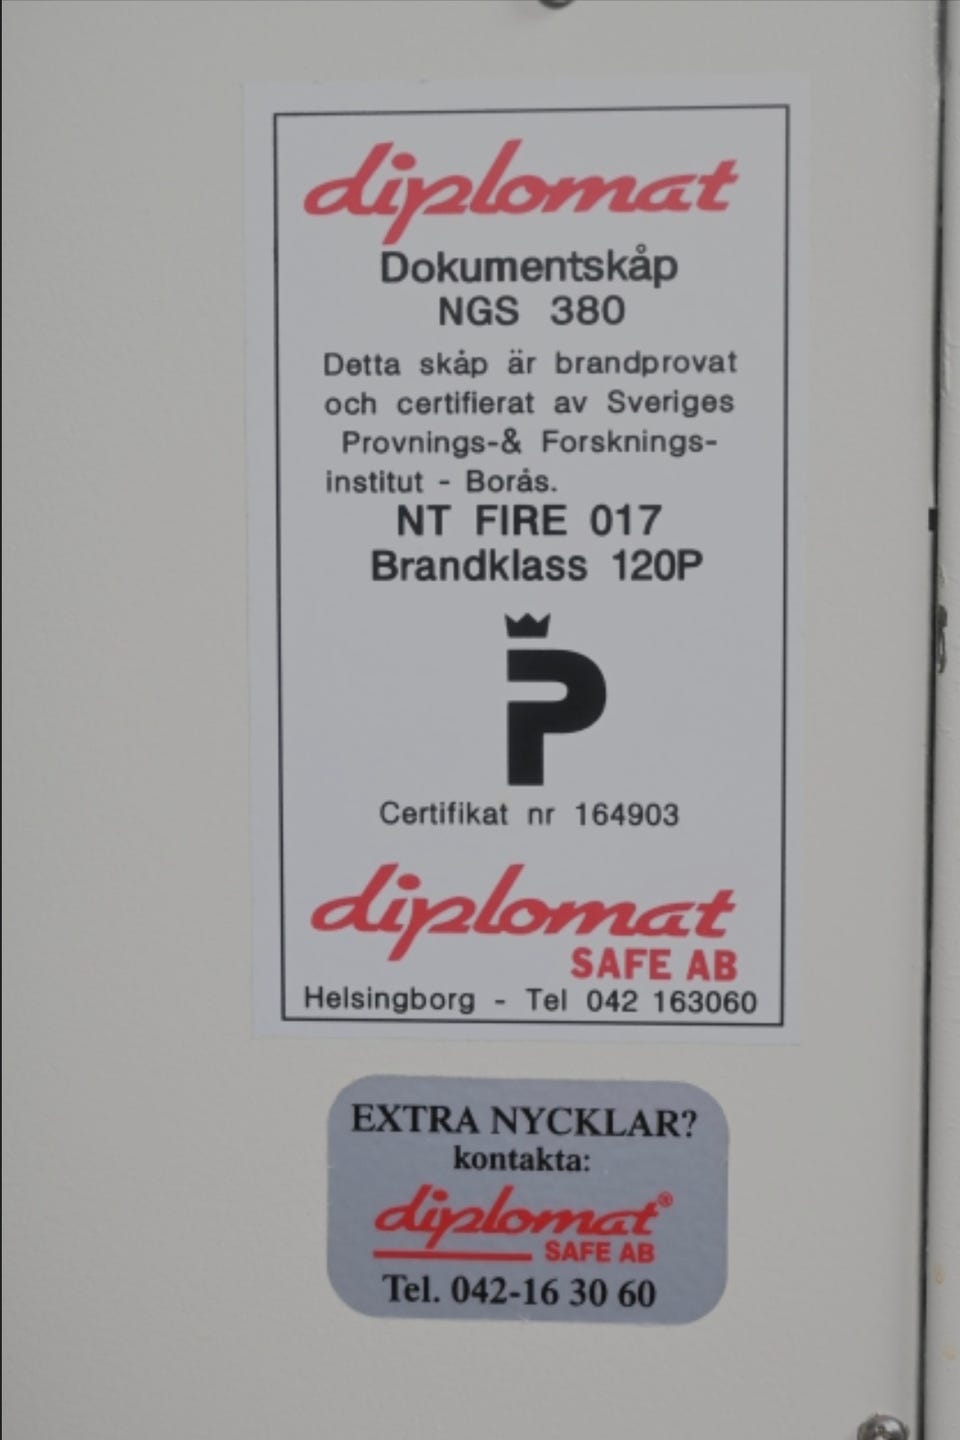 diplomat
Dokumentskåp
NGS 380
Detta skåp är brandprovat
och certifierat av Sveriges
Provnings-& Forsknings-
institut - Borås.
NT FIRE 017
Brandklass 120P
P
Certifikat nr 164903
diplomat
SAFE AB
Helsingborg - Tel 042 163060
EXTRA NYCKLAR?
kontakta:
diplomat®
SAFE AB
Tel. 042-16 30 60